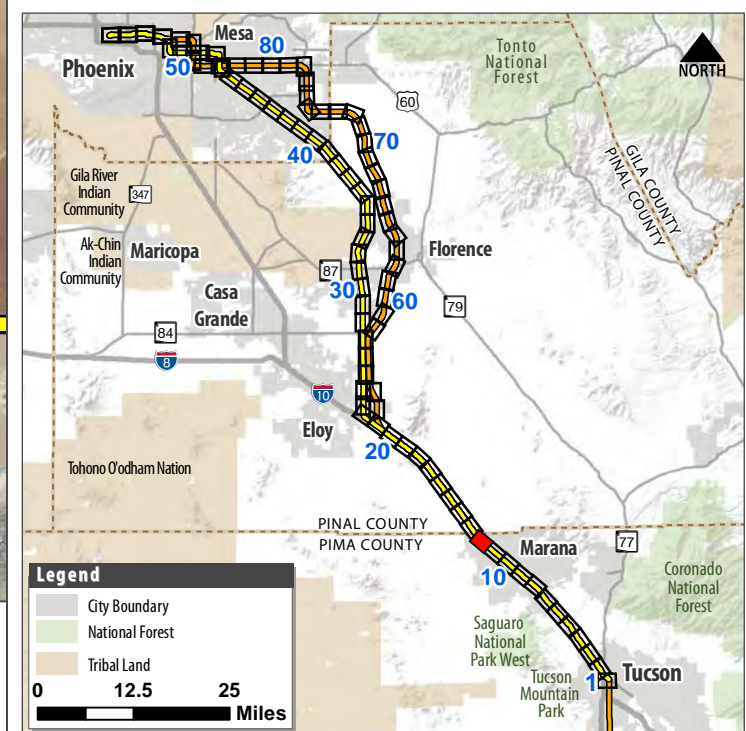 Mesa
80
Phoenix
50
Tonto
National
Forest
NORTH
60
70
40
GILA COUNTY
PINAL COUNTY
Gila River
Indian
Community
347
Ak-Chin
Indian
Community
Maricopa
Florence
87
30
Casa
Grande
60
79
84
8
10
Eloy
20
Tohono O'odham Nation
PINAL COUNTY
PIMA COUNTY
Marana
77
10
Coronado
National
Forest
Saguaro
National
Park West
Tucson
Mountain
Park
1
Tucson
Legend
City Boundary
National Forest
Tribal Land
0 12.5 25
Miles